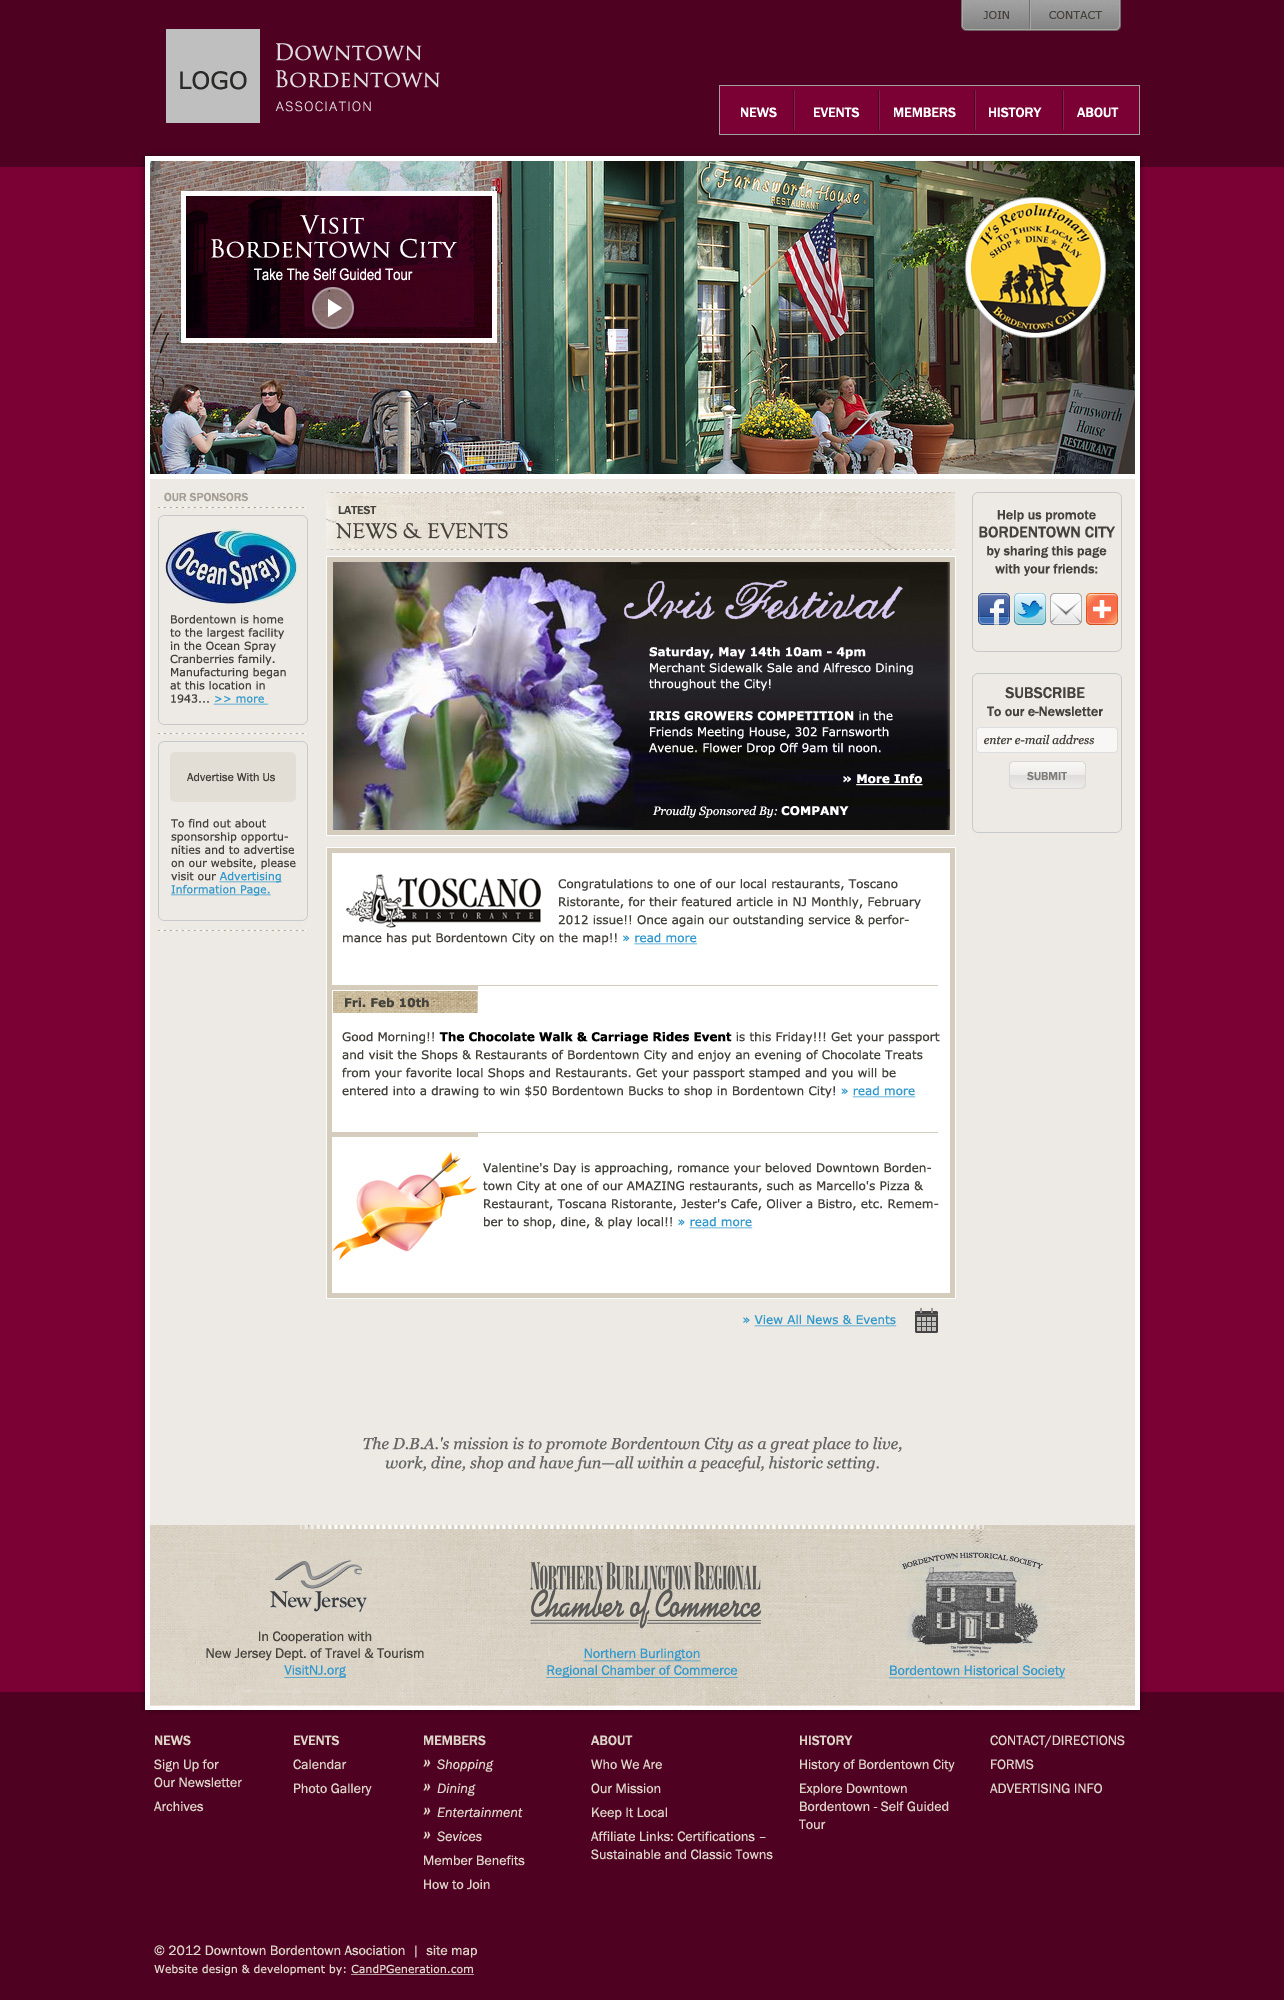 JOIN CONTACT
LOGO
DOWNTOWN
BORDENTOWN
ASSOCIATION
NEWS EVENTS MEMBERS HISTORY ABOUT
VISIT
BORDENTOWN CITY
Take The Self Guided Tour
Farnsworth House
RESTAURANT
155
It's Revolutionary
To Think Local
SHOP ★ DINE ★ PLAY
BORDENTOWN CITY
The
Farnsworth
House
RESTAURANT
OUR SPONSORS
Ocean Spray
Bordentown is home
to the largest facility
in the Ocean Spray
Cranberries family.
Manufacturing began
at this location in
1943... >> more
Advertise With Us
To find out about
sponsorship opportu-
nities and to advertise
on our website, please
visit our Advertising
Information Page.
LATEST
NEWS & EVENTS
Iris Festival
Saturday, May 14th 10am - 4pm
Merchant Sidewalk Sale and Alfresco Dining
throughout the City!
IRIS GROWERS COMPETITION in the
Friends Meeting House, 302 Farnsworth
Avenue. Flower Drop Off 9am til noon.
» More Info
Proudly Sponsored By: COMPANY
TOSCANO
RISTORANTE
Congratulations to one of our local restaurants, Toscano
Ristorante, for their featured article in NJ Monthly, February
2012 issue!! Once again our outstanding service & perfor-
mance has put Bordentown City on the map!! » read more
Fri. Feb 10th
Good Morning!! The Chocolate Walk & Carriage Rides Event is this Friday!!! Get your passport
and visit the Shops & Restaurants of Bordentown City and enjoy an evening of Chocolate Treats
from your favorite local Shops and Restaurants. Get your passport stamped and you will be
entered into a drawing to win $50 Bordentown Bucks to shop in Bordentown City! » read more
Valentine's Day is approaching, romance your beloved Downtown Borden-
town City at one of our AMAZING restaurants, such as Marcello's Pizza &
Restaurant, Toscana Ristorante, Jester's Cafe, Oliver a Bistro, etc. Remem-
ber to shop, dine, & play local!! » read more
» View All News & Events
Help us promote
BORDENTOWN CITY
by sharing this page
with your friends:
SUBSCRIBE
To our e-Newsletter
enter e-mail address
SUBMIT
The D.B.A.'s mission is to promote Bordentown City as a great place to live,
work, dine, shop and have fun—all within a peaceful, historic setting.
New Jersey
In Cooperation with
New Jersey Dept. of Travel & Tourism
VisitNJ.org
NORTHERN BURLINGTON REGIONAL
Chamber of Commerce
Northern Burlington
Regional Chamber of Commerce
BORDENTOWN HISTORICAL SOCIETY
Bordentown Historical Society
NEWS
Sign Up for
Our Newsletter
Archives
EVENTS
Calendar
Photo Gallery
MEMBERS
» Shopping
» Dining
» Entertainment
» Sevices
Member Benefits
How to Join
ABOUT
Who We Are
Our Mission
Keep It Local
Affiliate Links: Certifications –
Sustainable and Classic Towns
HISTORY
History of Bordentown City
Explore Downtown
Bordentown - Self Guided
Tour
CONTACT/DIRECTIONS
FORMS
ADVERTISING INFO
© 2012 Downtown Bordentown Asociation | site map
Website design & development by: CandPGeneration.com